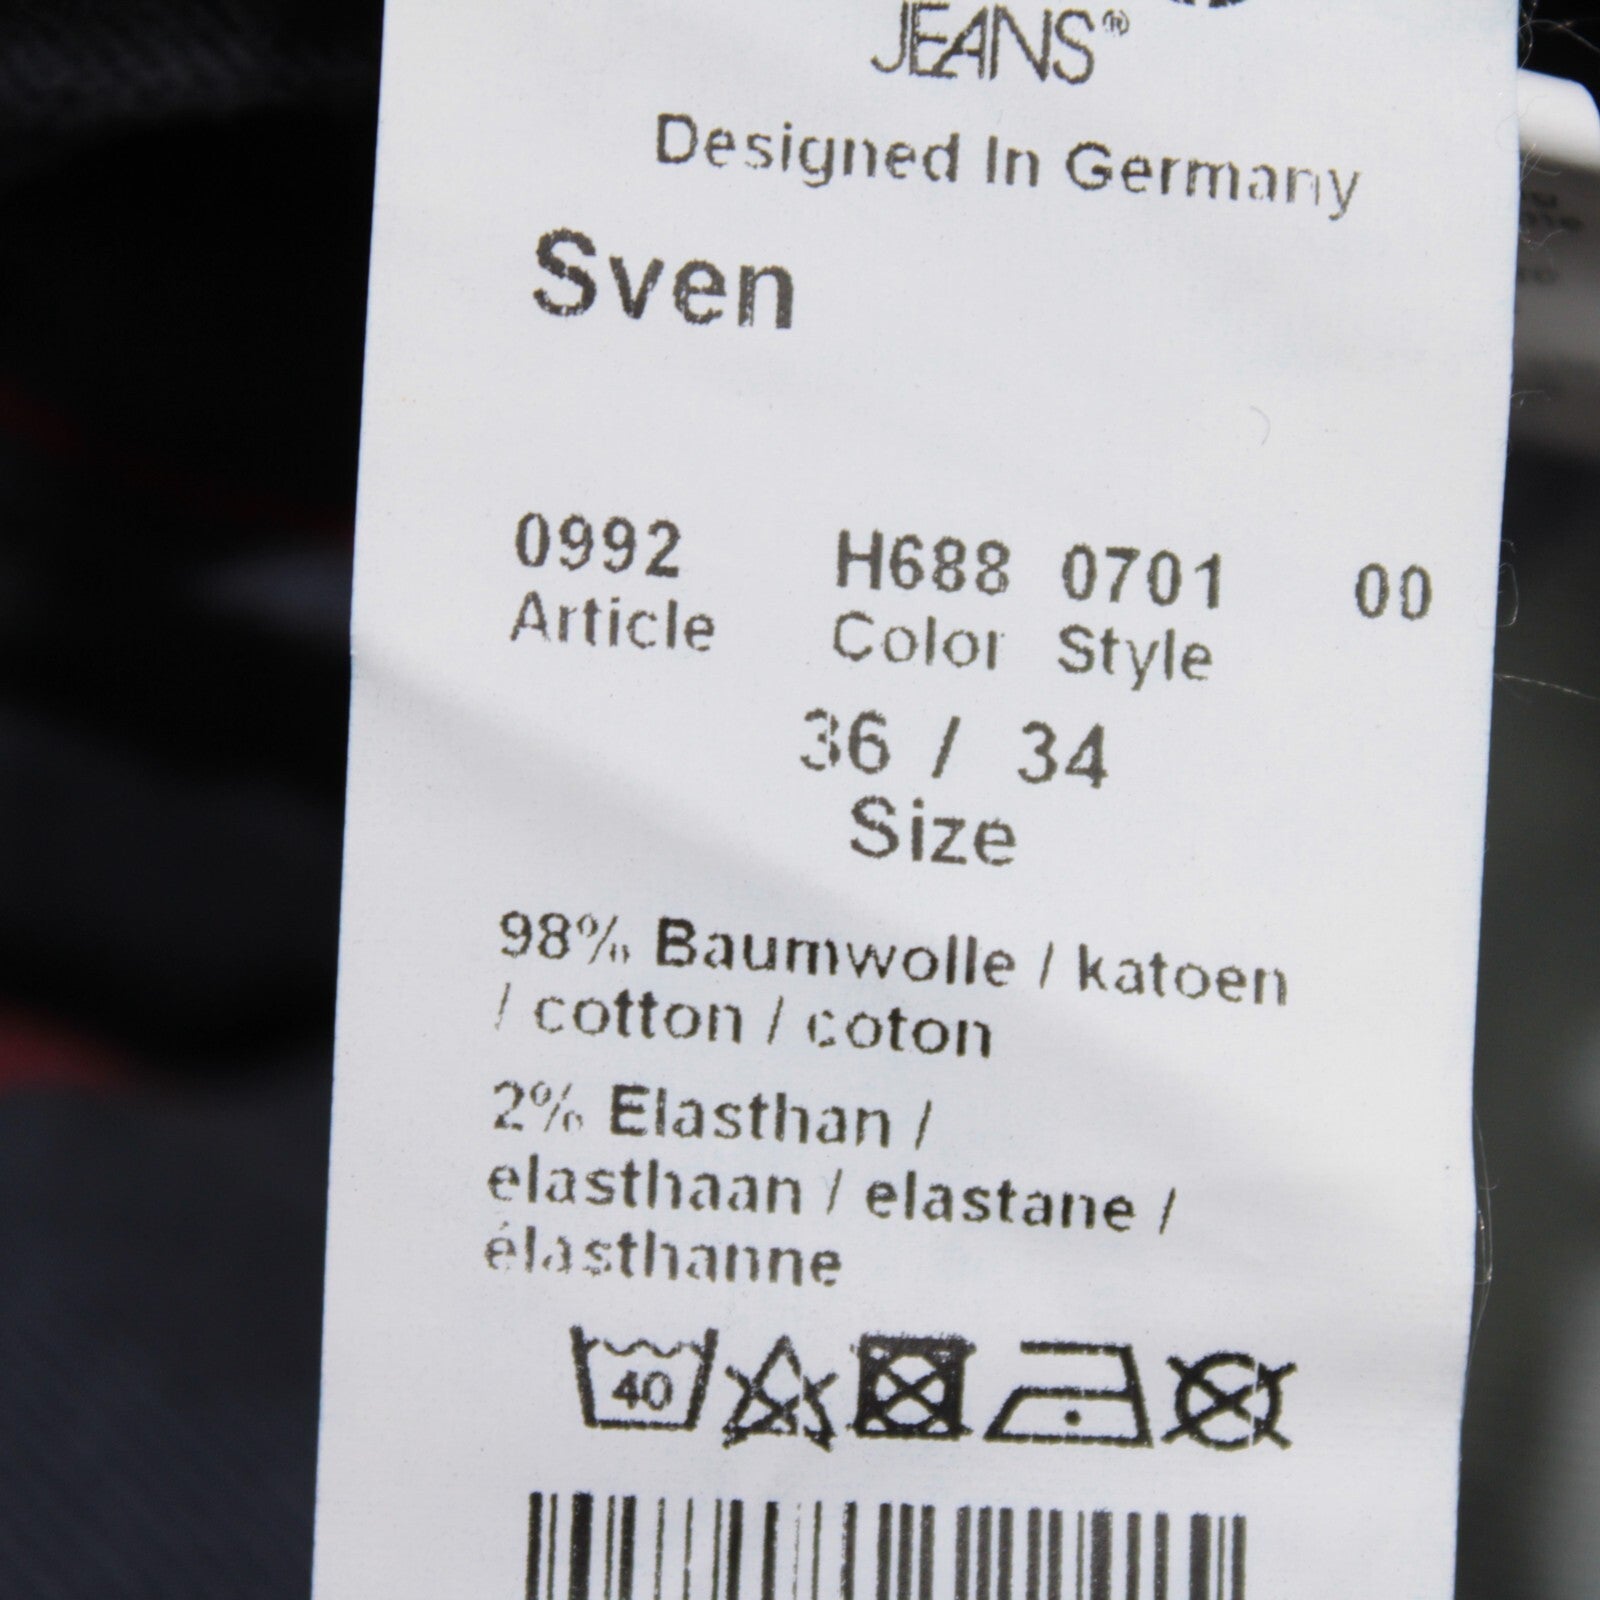 JEANS®
Designed In Germany
Sven
0992 H688 0701 00
Article Color Style
36 / 34
Size
98% Baumwolle / katoen
/ cotton / coton
2% Elasthan /
elasthaan / elastane /
élasthanne
40